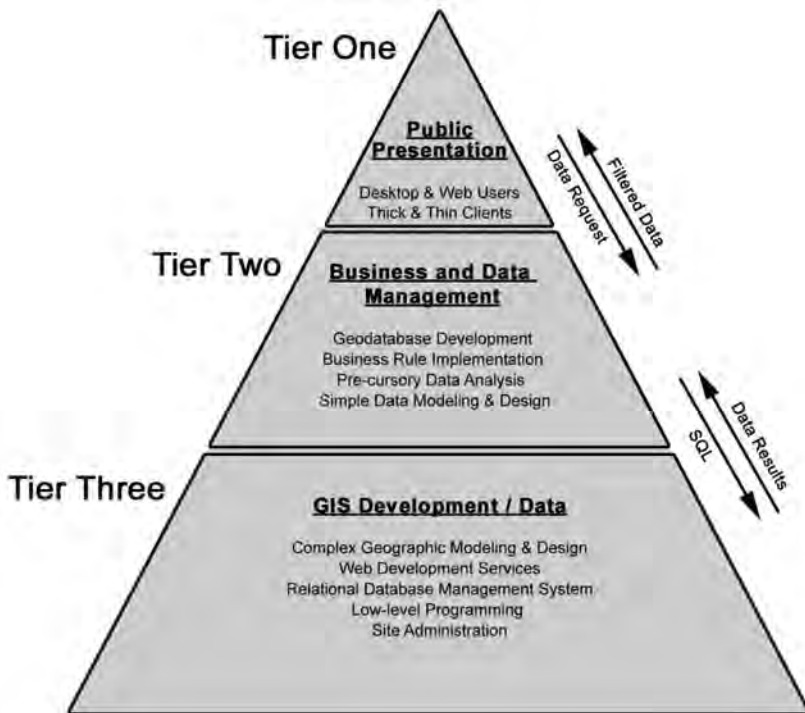 Tier One
Public
Presentation
Desktop & Web Users
Thick & Thin Clients
Filtered Data
Data Request
Tier Two
Business and Data
Management
Geodatabase Development
Business Rule Implementation
Pre-cursory Data Analysis
Simple Data Modeling & Design
Data Results
SQL
Tier Three
GIS Development / Data
Complex Geographic Modeling & Design
Web Development Services
Relational Database Management System
Low-level Programming
Site Administration